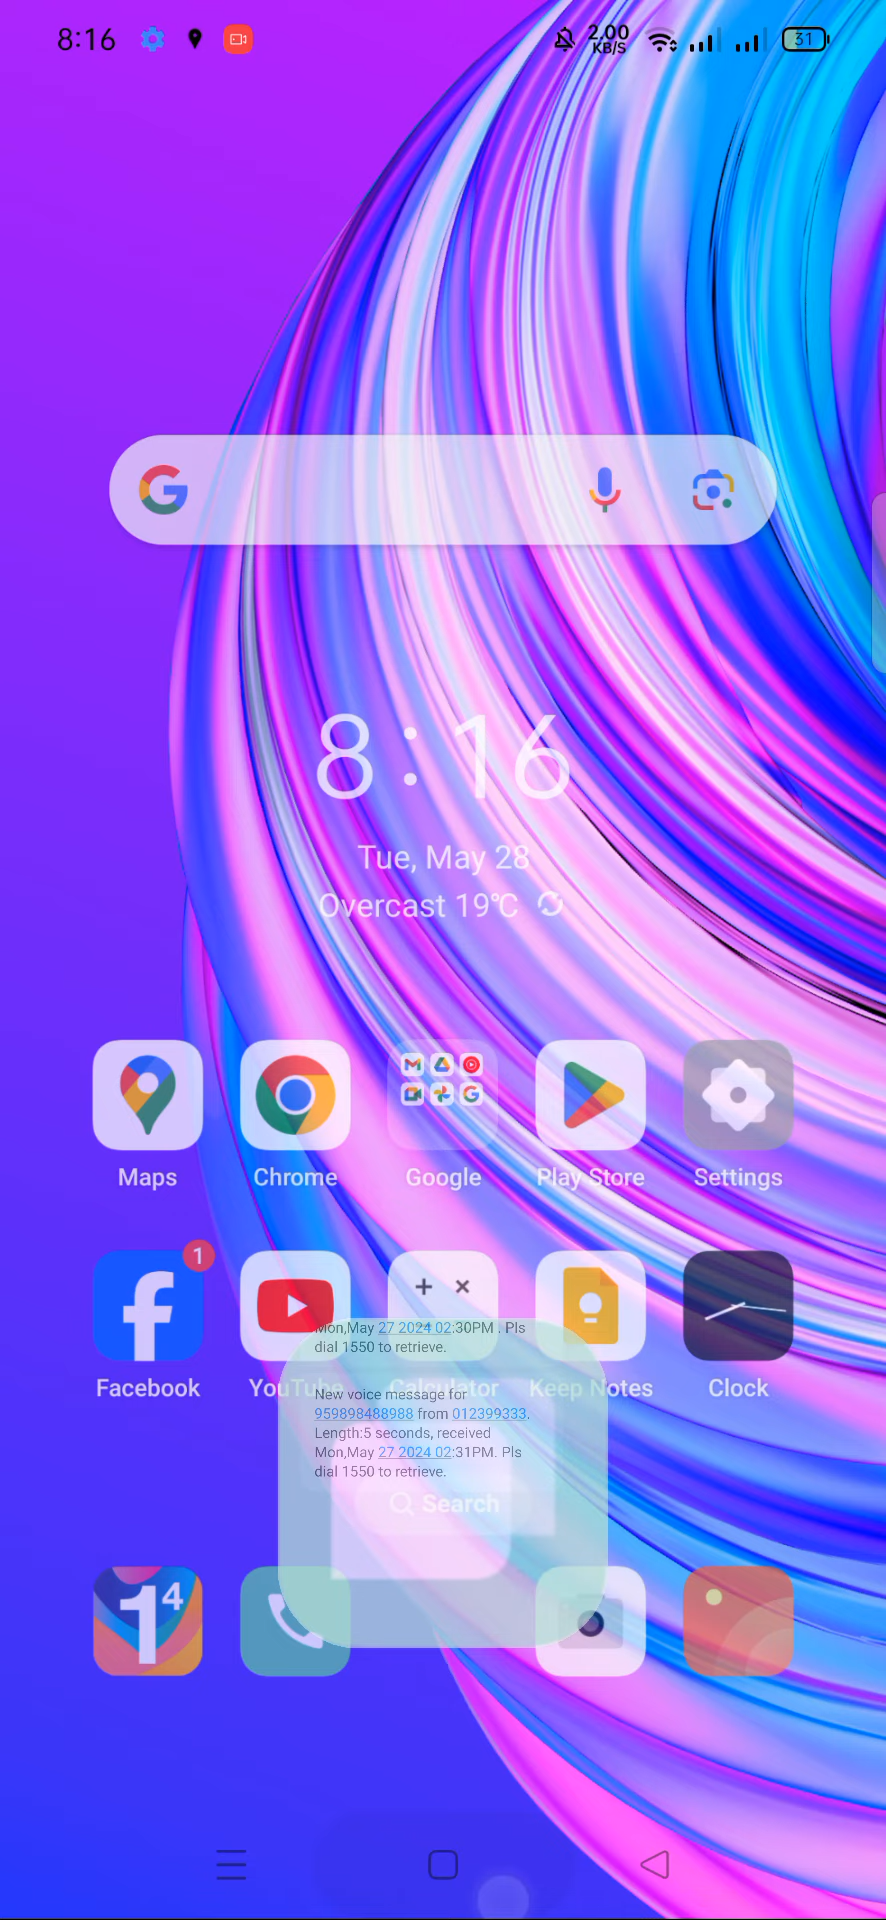 8:16
2.00
KB/S
31
8:16
Tue, May 28
Overcast 19℃
Maps
Chrome
Google
Play Store
Settings
1
Facebook
YouTube
Calculator
Keep Notes
Clock
Mon,May 27 2024 02:30PM . Pls
dial 1550 to retrieve.
New voice message for
959898488988 from 012399333.
Length:5 seconds, received
Mon,May 27 2024 02:31PM. Pls
dial 1550 to retrieve.
Search
14